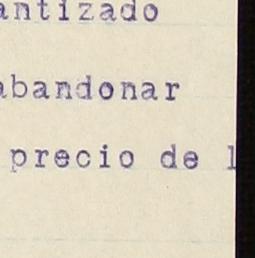 antizado
abandonar
precio de l